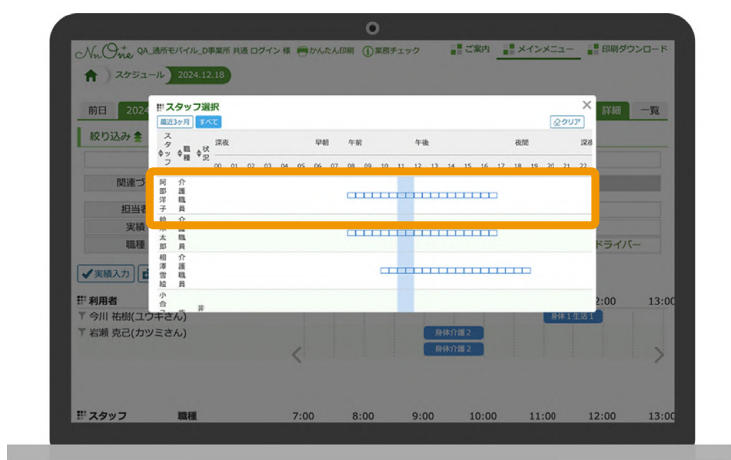 Nn.One QA_通所モバイル_D事業所 共通 ログイン 様 かんたん印刷 業務チェック ご案内 メインメニュー 印刷ダウンロード
スケジュール 2024.12.18
前日 2024 詳細 一覧
絞り込み
関連づ
担当者
実績
職種 ドライバー
実績入力
スタッフ選択 ×
最近3ヶ月 すべて クリア
スタッフ 職種 状況 深夜 早朝 午前 午後 夜間 深夜
00 01 02 03 04 05 06 07 08 09 10 11 12 13 14 15 16 17 18 19 20 21 22
阿部 洋子 介護職員
太郎 職員
相澤 雪絵 介護職員
小合 非
利用者 2:00 13:00
今川 祐樹(ユウキさん) 身体1生活1
岩瀬 克己(カツミさん) 身体介護2
身体介護2
スタッフ 職種 7:00 8:00 9:00 10:00 11:00 12:00 13:00